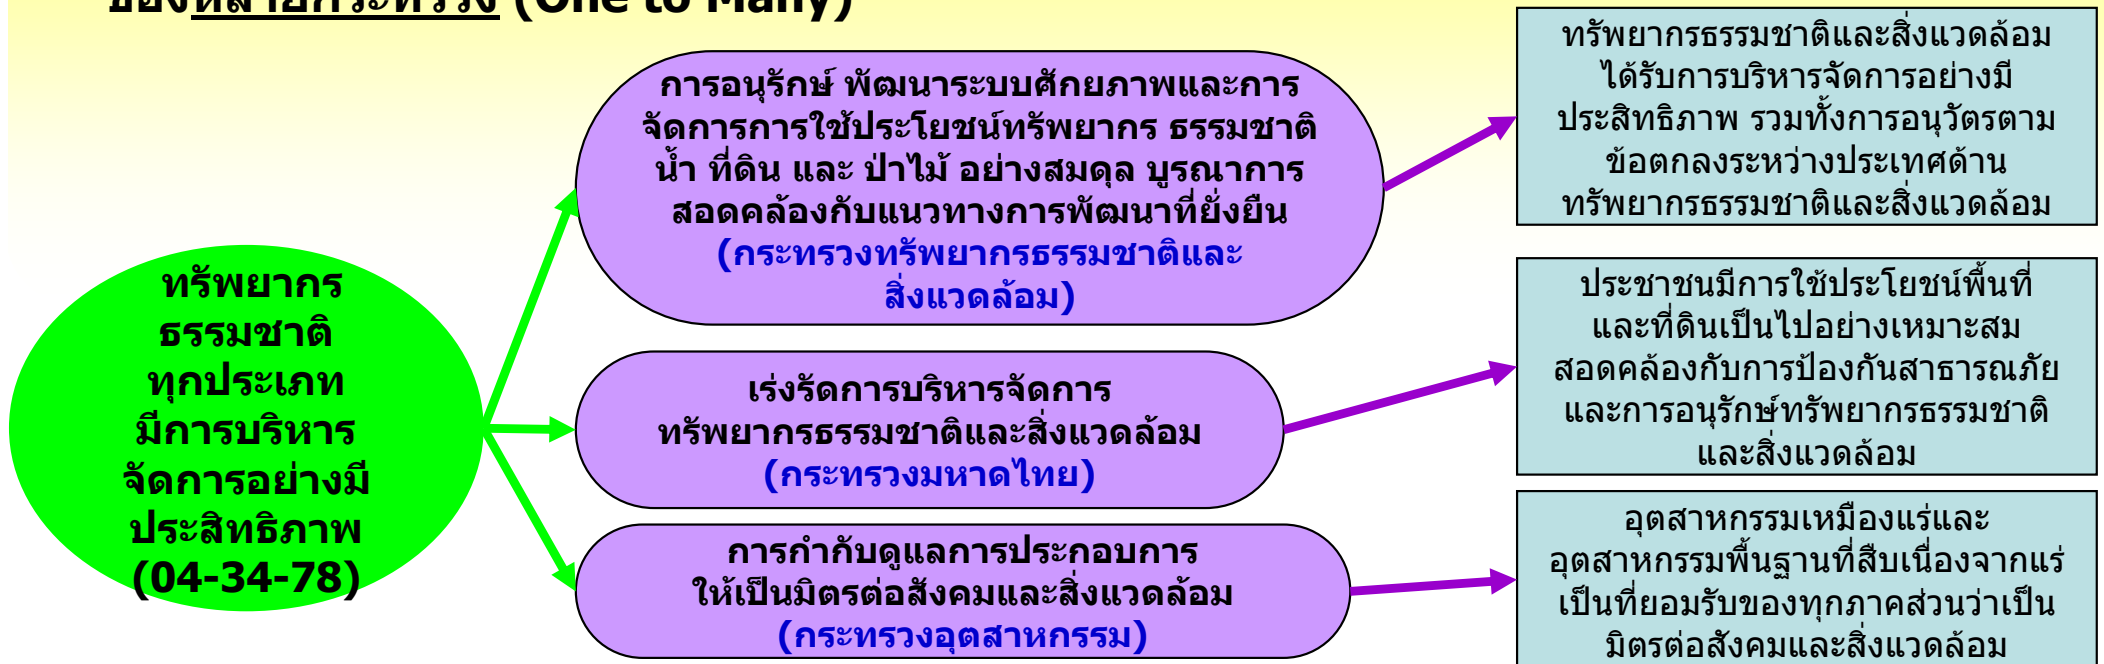 ของหลายกระทรวง (One to Many)
ทรัพยากร
ธรรมชาติ
ทุกประเภท
มีการบริหาร
จัดการอย่างมี
ประสิทธิภาพ
(04-34-78)
การอนุรักษ์ พัฒนาระบบศักยภาพและการ
จัดการการใช้ประโยชน์ทรัพยากร ธรรมชาติ
น้ำ ที่ดิน และ ป่าไม้ อย่างสมดุล บูรณาการ
สอดคล้องกับแนวทางการพัฒนาที่ยั่งยืน
(กระทรวงทรัพยากรธรรมชาติและ
สิ่งแวดล้อม)
เร่งรัดการบริหารจัดการ
ทรัพยากรธรรมชาติและสิ่งแวดล้อม
(กระทรวงมหาดไทย)
การกำกับดูแลการประกอบการ
ให้เป็นมิตรต่อสังคมและสิ่งแวดล้อม
(กระทรวงอุตสาหกรรม)
ทรัพยากรธรรมชาติและสิ่งแวดล้อม
ได้รับการบริหารจัดการอย่างมี
ประสิทธิภาพ รวมทั้งการอนุวัตรตาม
ข้อตกลงระหว่างประเทศด้าน
ทรัพยากรธรรมชาติและสิ่งแวดล้อม
ประชาชนมีการใช้ประโยชน์พื้นที่
และที่ดินเป็นไปอย่างเหมาะสม
สอดคล้องกับการป้องกันสาธารณภัย
และการอนุรักษ์ทรัพยากรธรรมชาติ
และสิ่งแวดล้อม
อุตสาหกรรมเหมืองแร่และ
อุตสาหกรรมพื้นฐานที่สืบเนื่องจากแร่
เป็นที่ยอมรับของทุกภาคส่วนว่าเป็น
มิตรต่อสังคมและสิ่งแวดล้อม